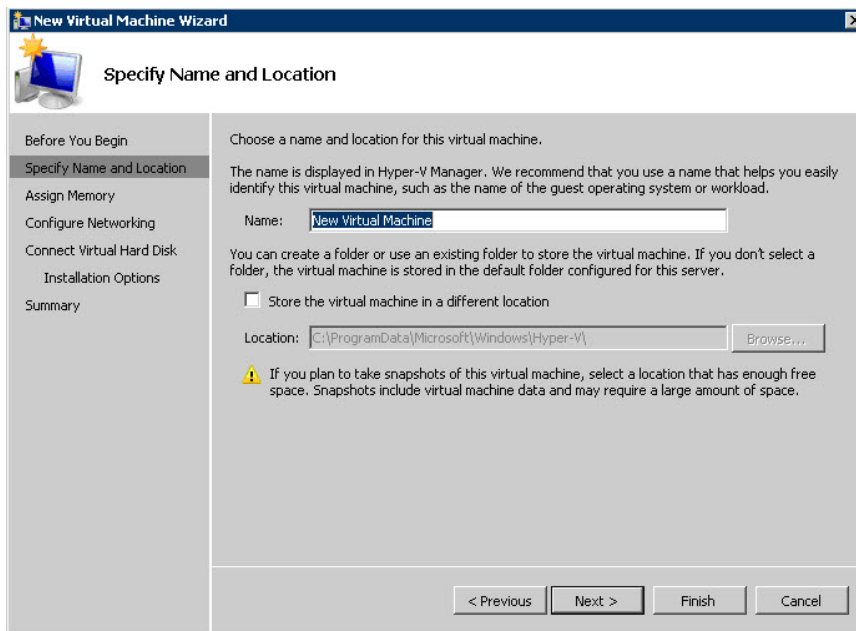 New Virtual Machine Wizard
Specify Name and Location
Before You Begin
Specify Name and Location
Assign Memory
Configure Networking
Connect Virtual Hard Disk
Installation Options
Summary
Choose a name and location for this virtual machine.
The name is displayed in Hyper-V Manager. We recommend that you use a name that helps you easily
identify this virtual machine, such as the name of the guest operating system or workload.
Name: New Virtual Machine
You can create a folder or use an existing folder to store the virtual machine. If you don't select a
folder, the virtual machine is stored in the default folder configured for this server.
Store the virtual machine in a different location
Location: C:\ProgramData\Microsoft\Windows\Hyper-V\ Browse...
If you plan to take snapshots of this virtual machine, select a location that has enough free
space. Snapshots include virtual machine data and may require a large amount of space.
< Previous Next > Finish Cancel